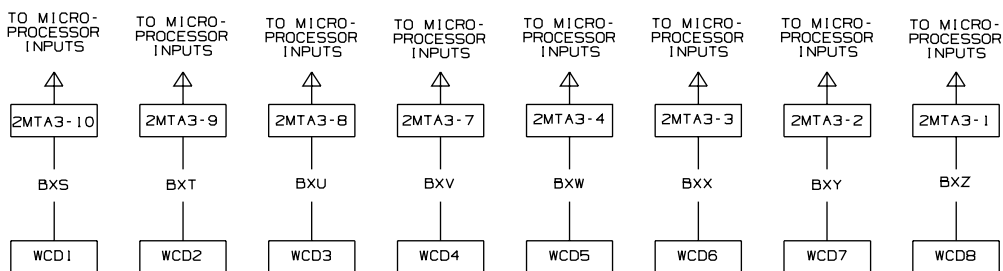 TO MICRO-
PROCESSOR
INPUTS
TO MICRO-
PROCESSOR
INPUTS
TO MICRO-
PROCESSOR
INPUTS
TO MICRO-
PROCESSOR
INPUTS
TO MICRO-
PROCESSOR
INPUTS
TO MICRO-
PROCESSOR
INPUTS
TO MICRO-
PROCESSOR
INPUTS
TO MICRO-
PROCESSOR
INPUTS
2MTA3-10 2MTA3-9 2MTA3-8 2MTA3-7 2MTA3-4 2MTA3-3 2MTA3-2 2MTA3-1
BXS BXT BXU BXV BXW BXX BXY BXZ
WCD1 WCD2 WCD3 WCD4 WCD5 WCD6 WCD7 WCD8